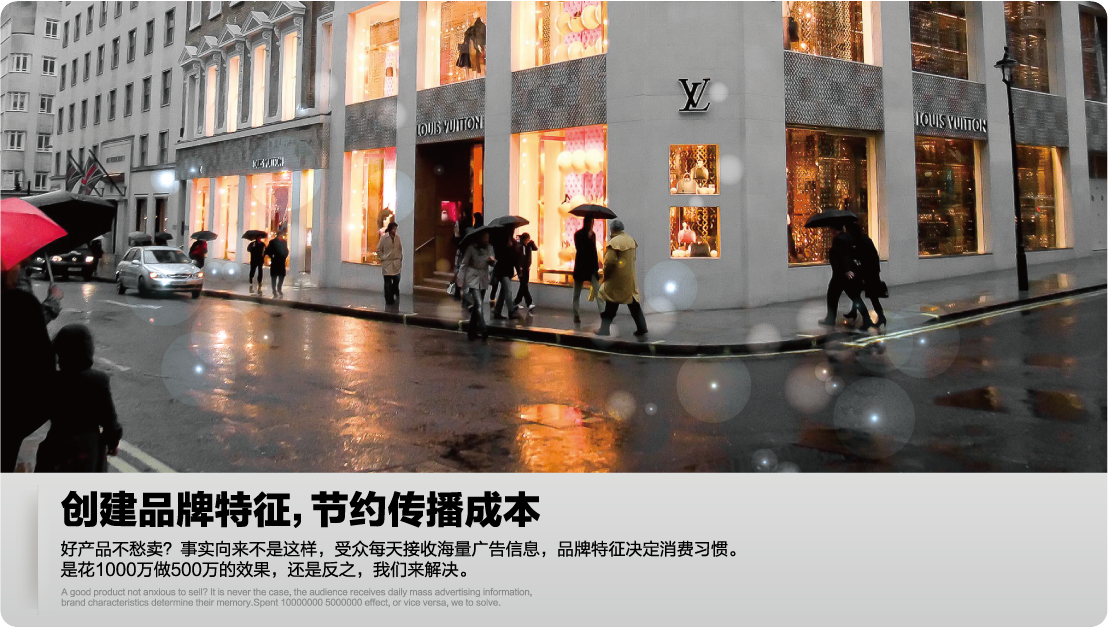 LOUIS VUITTON
LV
LOUIS VUITTON
LOUIS VUITTON
创建品牌特征,节约传播成本
好产品不愁卖？事实向来不是这样，受众每天接收海量广告信息，品牌特征决定消费习惯。
是花1000万做500万的效果，还是反之，我们来解决。
A good product not anxious to sell? It is never the case, the audience receives daily mass advertising information,
brand characteristics determine their memory.Spent 10000000 5000000 effect, or vice versa, we to solve.